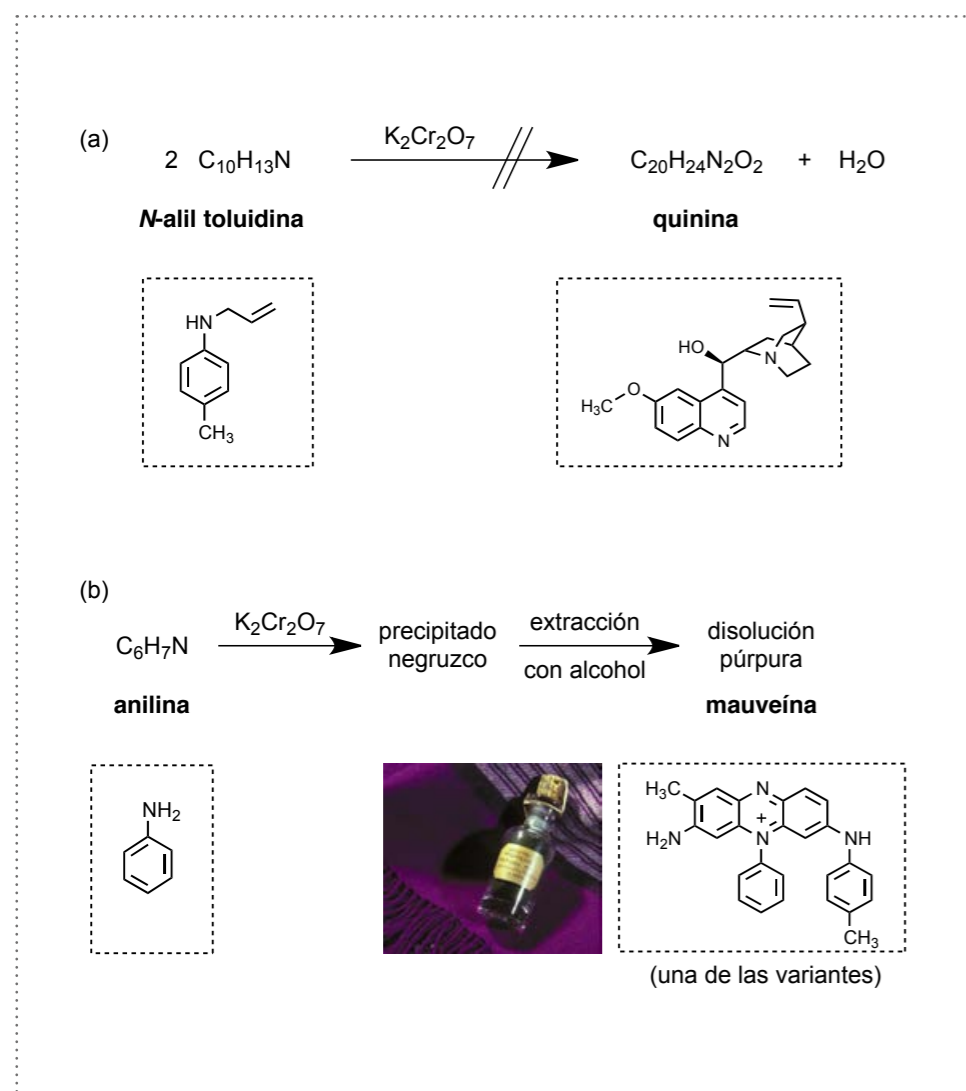 (a)
2 C10H13N K2Cr2O7 C20H24N2O2 + H2O
N-alil toluidina quinina
HN
CH3
HO
N
O
H3C
N
(b)
C6H7N K2Cr2O7 precipitado negruzco extracción con alcohol disolución púrpura
anilina mauveína
NH2
H3C N
H2N N + NH
CH3
(una de las variantes)